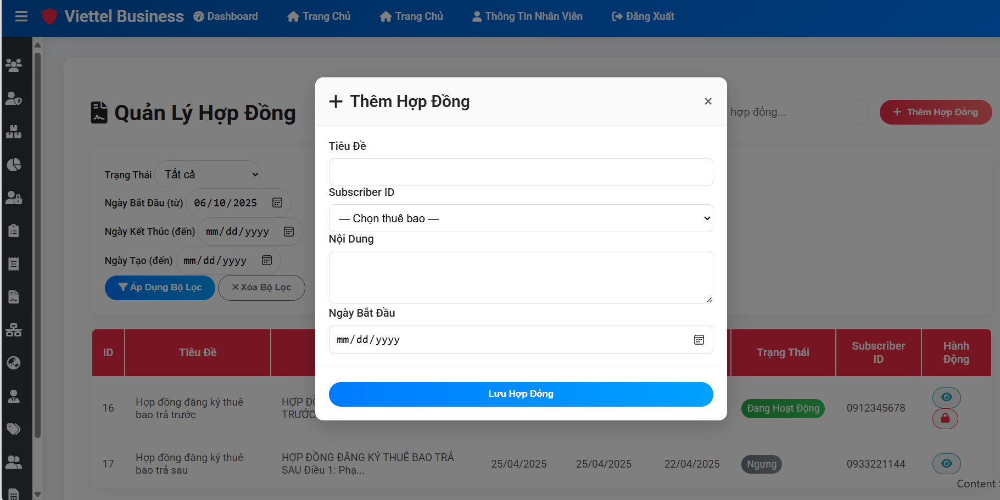 Viettel Business Dashboard Trang Chủ Trang Chủ Thông Tin Nhân Viên Đăng Xuất
Quản Lý Hợp Đồng
hợp đồng...
Thêm Hợp Đồng
Trạng Thái Tất cả
Ngày Bắt Đầu (từ) 06/10/2025
Ngày Kết Thúc (đến) mm/dd/yyyy
Ngày Tạo (đến) mm/dd/yyyy
Áp Dụng Bộ Lọc Xóa Bộ Lọc
Thêm Hợp Đồng ×
Tiêu Đề
Subscriber ID
— Chọn thuê bao —
Nội Dung
Ngày Bắt Đầu
mm/dd/yyyy
Lưu Hợp Đồng
ID Tiêu Đề Trạng Thái Subscriber ID Hành Động
16 Hợp đồng đăng ký thuê bao trả trước HỢP ĐỒ TRƯỚC Đang Hoạt Động 0912345678
17 Hợp đồng đăng ký thuê bao trả sau HỢP ĐỒNG ĐĂNG KÝ THUÊ BAO TRẢ SAU Điều 1: Phạ... 25/04/2025 25/04/2025 22/04/2025 Ngưng 0933221144
Content